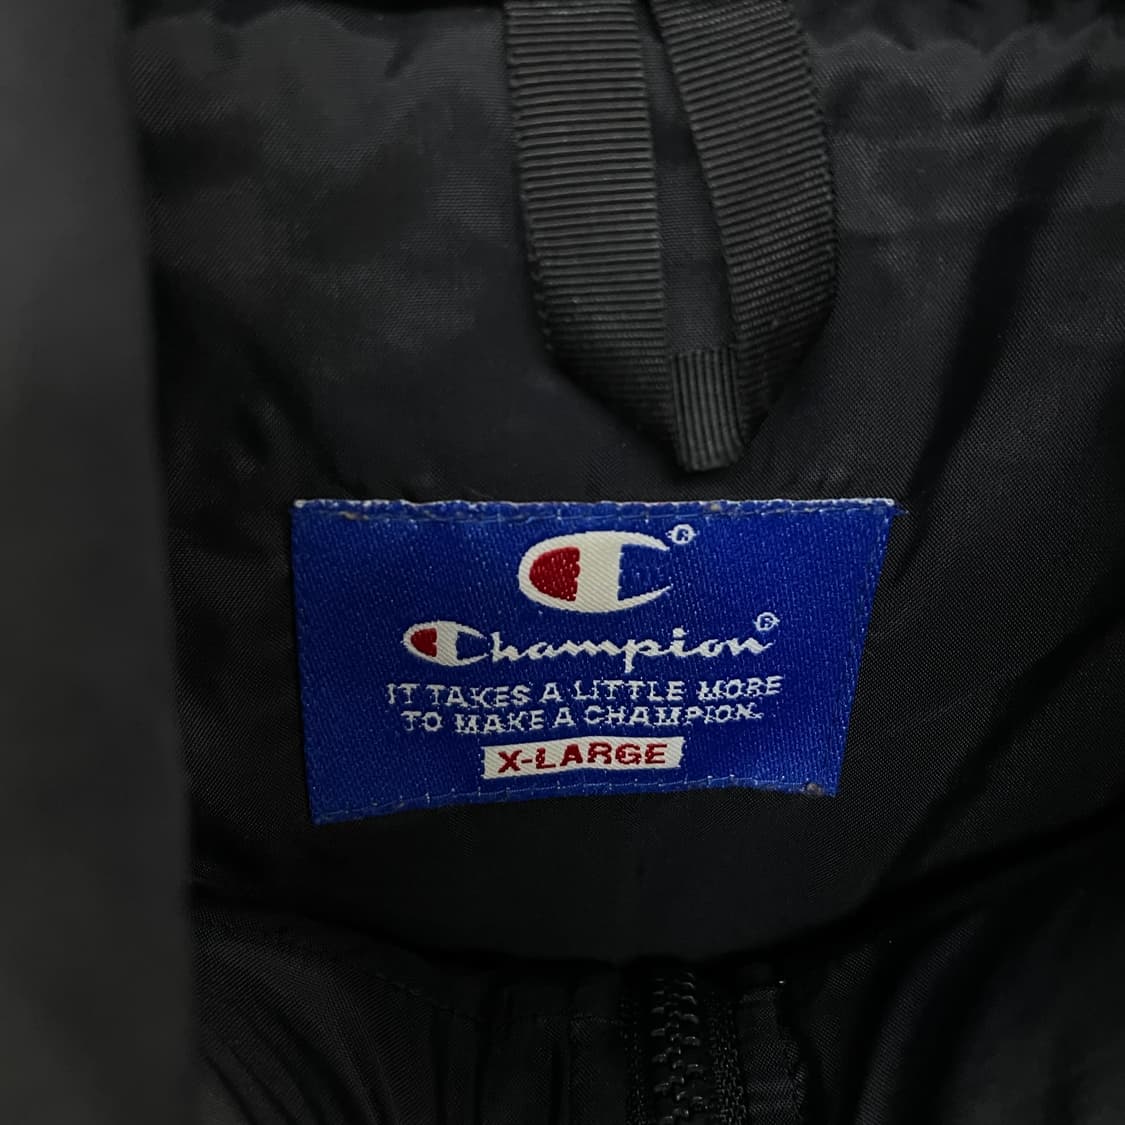 C®
Champion®
IT TAKES A LITTLE MORE
TO MAKE A CHAMPION.
X-LARGE